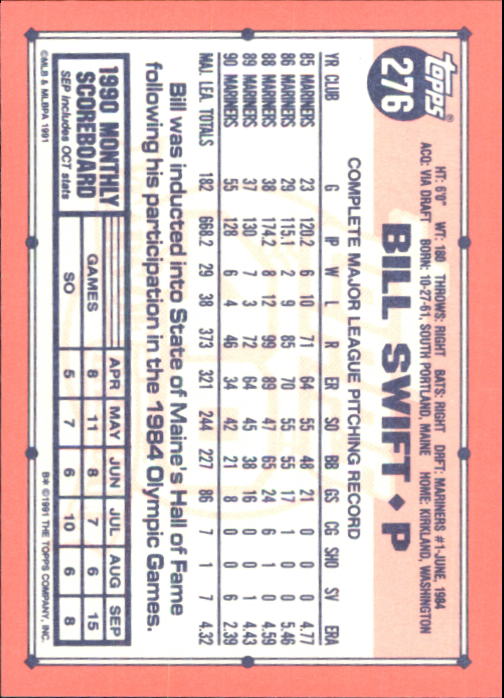 Topps®
276
HT: 6'0" WT: 180 THROWS: RIGHT BATS: RIGHT DRFT: MARINERS #1-JUNE, 1984
ACQ: VIA DRAFT BORN: 10-27-61, SOUTH PORTLAND, MAINE HOME: KIRKLAND, WASHINGTON
BILL SWIFT ♦ P
COMPLETE MAJOR LEAGUE PITCHING RECORD
YR CLUB G IP W L R ER SO BB GS CG SHO SV ERA
85 MARINERS 23 120.2 6 10 71 64 55 48 21 0 0 0 4.77
86 MARINERS 29 115.1 2 9 85 70 55 55 17 1 0 0 5.46
88 MARINERS 38 174.2 8 12 99 89 47 65 24 6 1 0 4.59
89 MARINERS 37 130 7 3 72 64 45 38 16 0 0 1 4.43
90 MARINERS 55 128 6 4 46 34 42 21 8 0 0 6 2.39
MAJ. LEA. TOTALS 182 668.2 29 38 373 321 244 227 86 7 1 7 4.32
Bill was inducted into State of Maine's Hall of Fame
following his participation in the 1984 Olympic Games.
1990 MONTHLY
SCOREBOARD
SEP Includes OCT stats
APR MAY JUN JUL AUG SEP
GAMES 8 11 8 7 6 15
SO 5 7 6 10 6 8
©MLB & MLBPA 1991
B* ©1991 THE TOPPS COMPANY, INC.